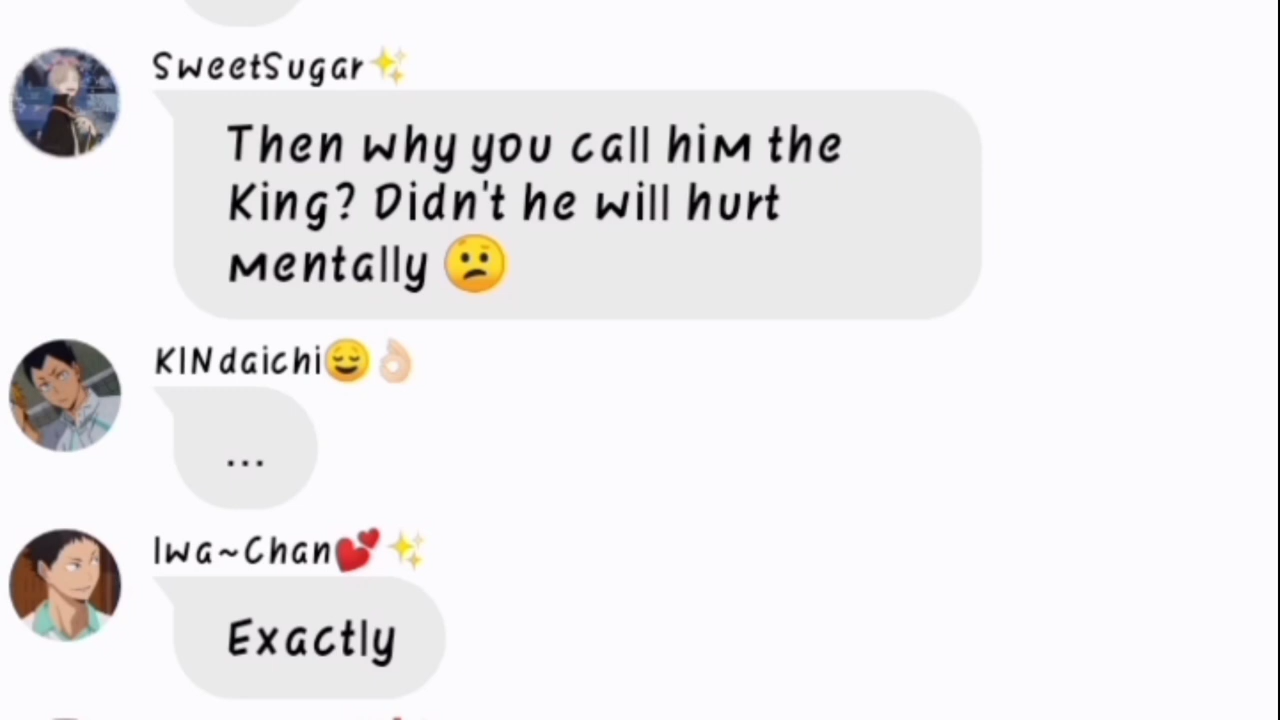 SweetSugar✨
Then why you call him the
King? Didn't he will hurt
mentally 😕
KINdaichi😌👌🏻
...
Iwa~Chan💕✨
Exactly